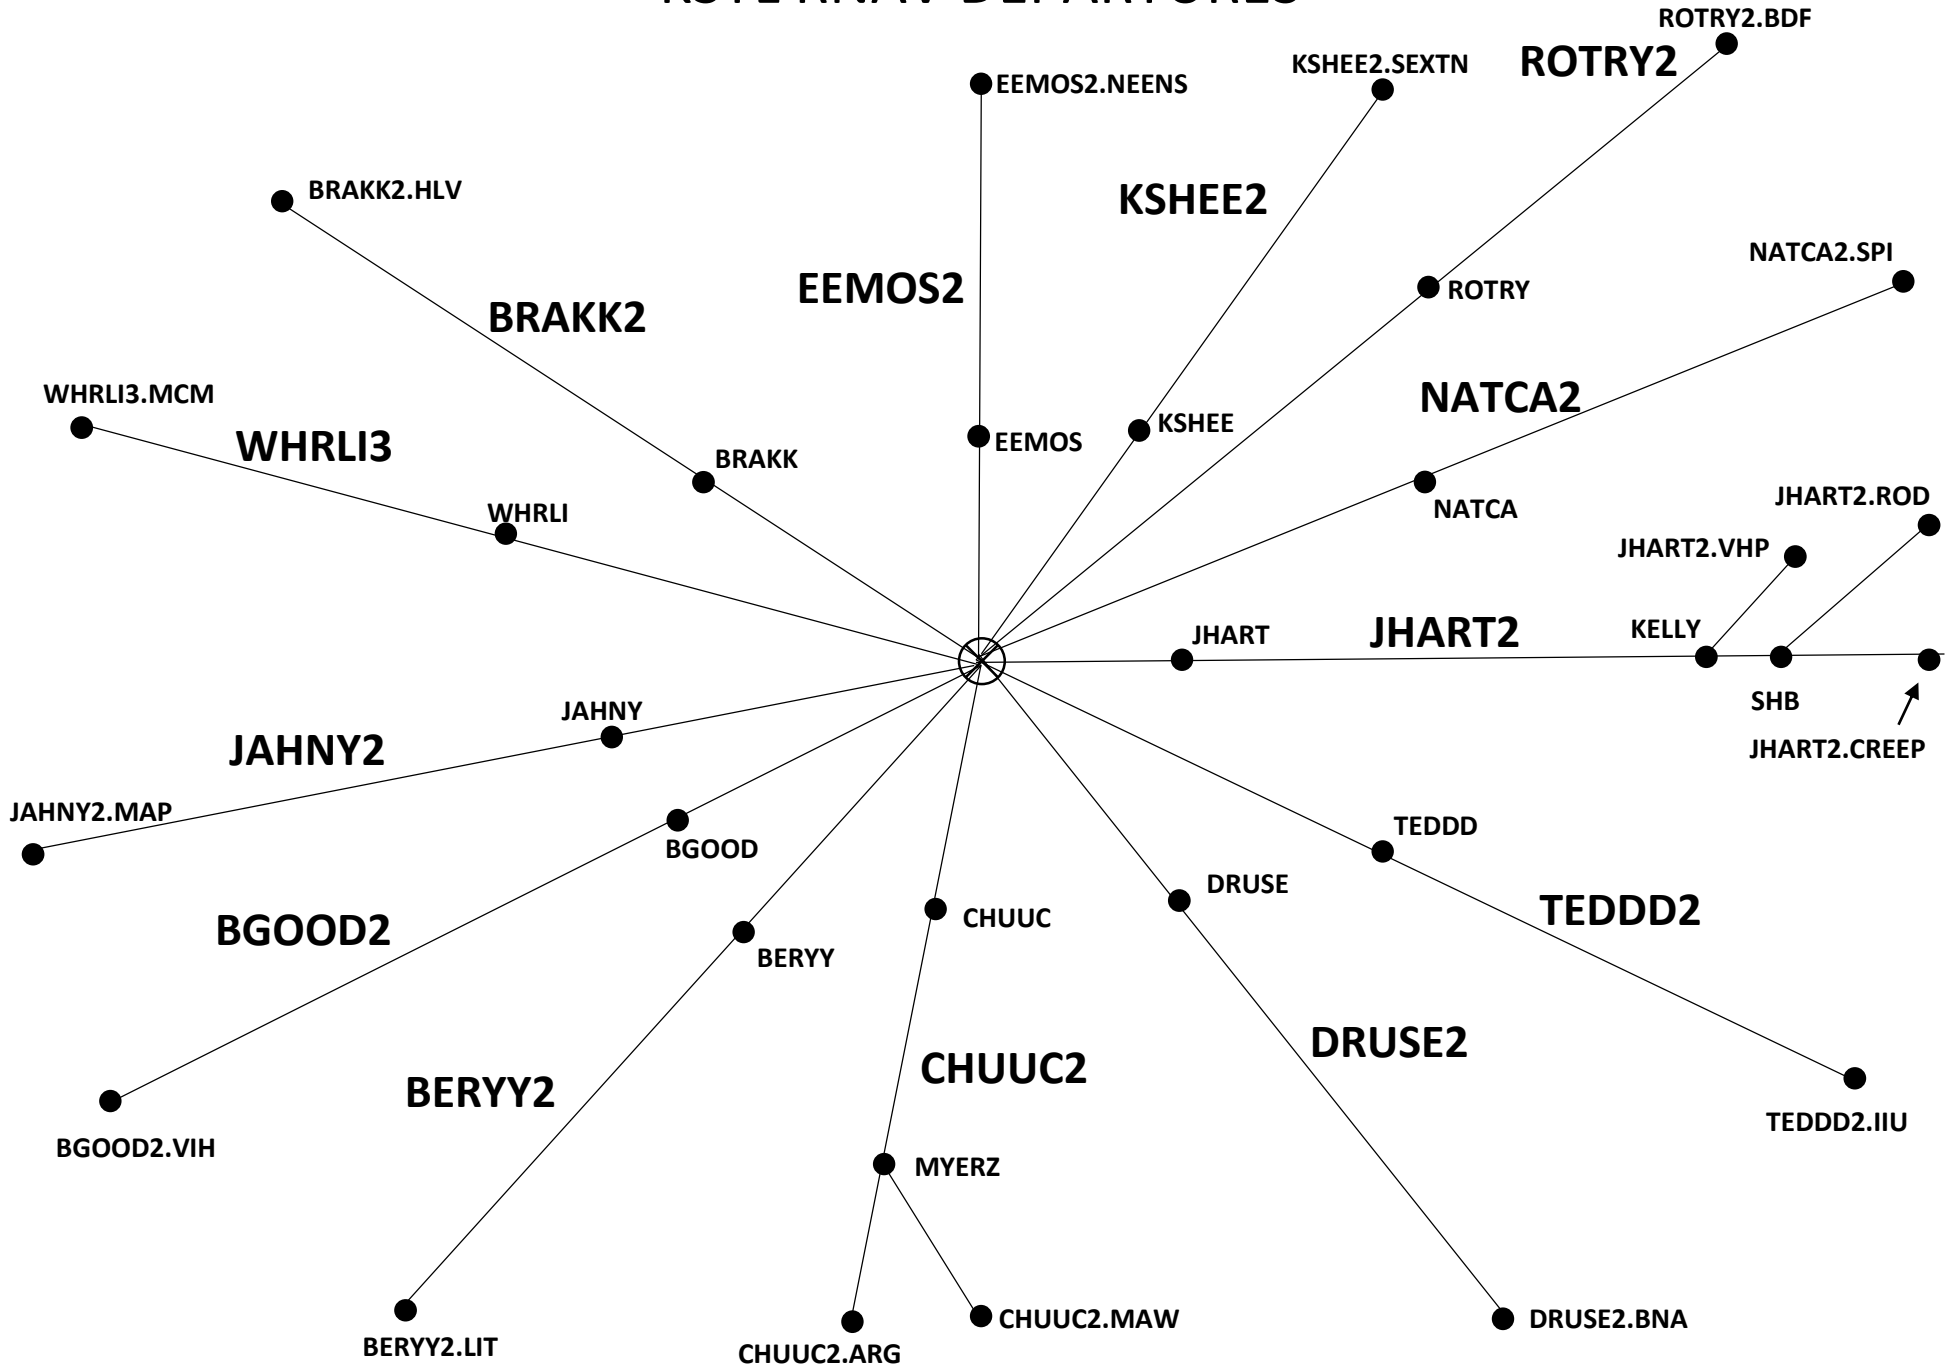 KSTL RNAV DEPARTURES
ROTRY2.BDF
KSHEE2.SEXTN
ROTRY2
EEMOS2.NEENS
BRAKK2.HLV
KSHEE2
NATCA2.SPI
EEMOS2
ROTRY
BRAKK2
WHRLI3.MCM
NATCA2
KSHEE
WHRLI3
EEMOS
BRAKK
JHART2.ROD
WHRLI
NATCA
JHART2.VHP
JHART
JHART2
KELLY
SHB
JAHNY
JAHNY2
JHART2.CREEP
JAHNY2.MAP
TEDDD
BGOOD
DRUSE
TEDDD2
CHUUC
BGOOD2
BERYY
DRUSE2
CHUUC2
BERYY2
TEDDD2.IIU
BGOOD2.VIH
MYERZ
CHUUC2.MAW
DRUSE2.BNA
BERYY2.LIT
CHUUC2.ARG